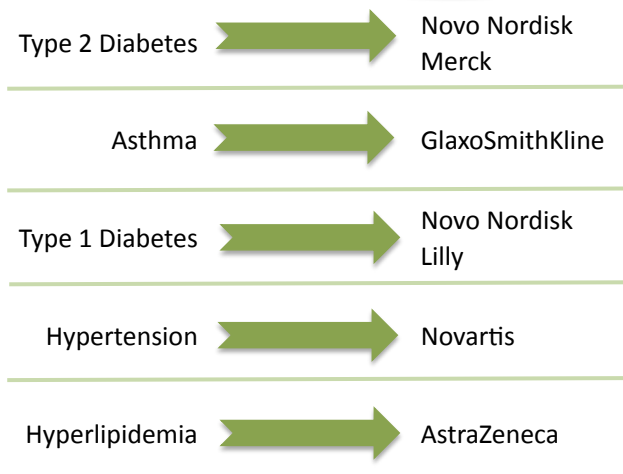 Type 2 Diabetes
Novo Nordisk
Merck
Asthma
GlaxoSmithKline
Type 1 Diabetes
Novo Nordisk
Lilly
Hypertension
Novartis
Hyperlipidemia
AstraZeneca